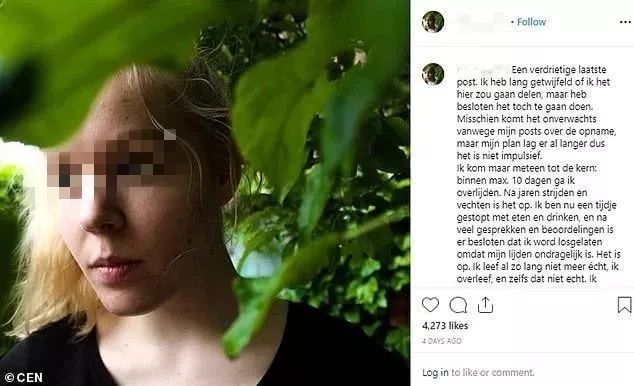 • Follow
Een verdrietige laatste
post. Ik heb lang getwijfeld of ik het
hier zou gaan delen, maar heb
besloten het toch te gaan doen.
Misschien komt het onverwachts
vanwege mijn posts over de opname,
maar mijn plan lag er al langer dus
het is niet impulsief.
Ik kom maar meteen tot de kern:
binnen max. 10 dagen ga ik
overlijden. Na jaren strijden en
vechten is het op. Ik ben nu een tijdje
gestopt met eten en drinken, en na
veel gesprekken en beoordelingen is
er besloten dat ik word losgelaten
omdat mijn lijden ondragelijk is. Het is
op. Ik leef al zo lang niet meer écht, ik
overleef, en zelfs dat niet echt. Ik
4,273 likes
4 DAYS AGO
Log in to like or comment.
© CEN